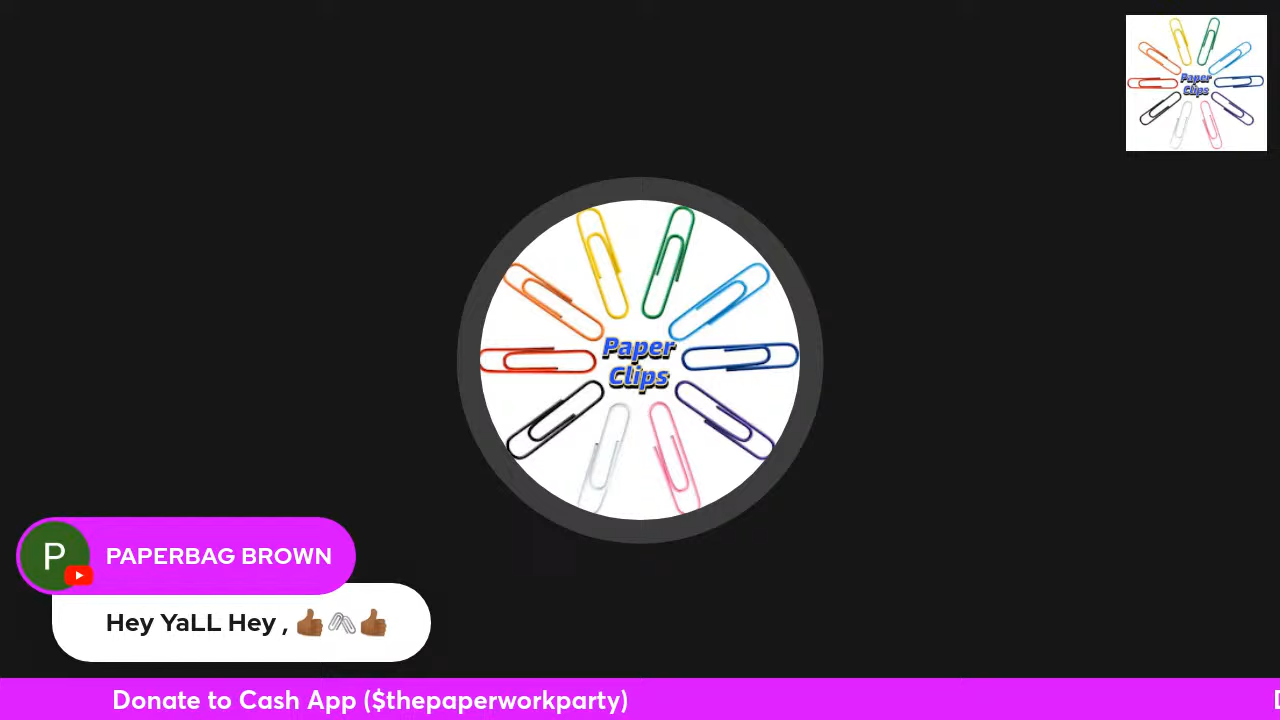 Paper
Clips
Paper
Clips
P PAPERBAG BROWN
Hey YaLL Hey , 👍🏾🖇️👍🏾
Donate to Cash App ($thepaperworkparty)